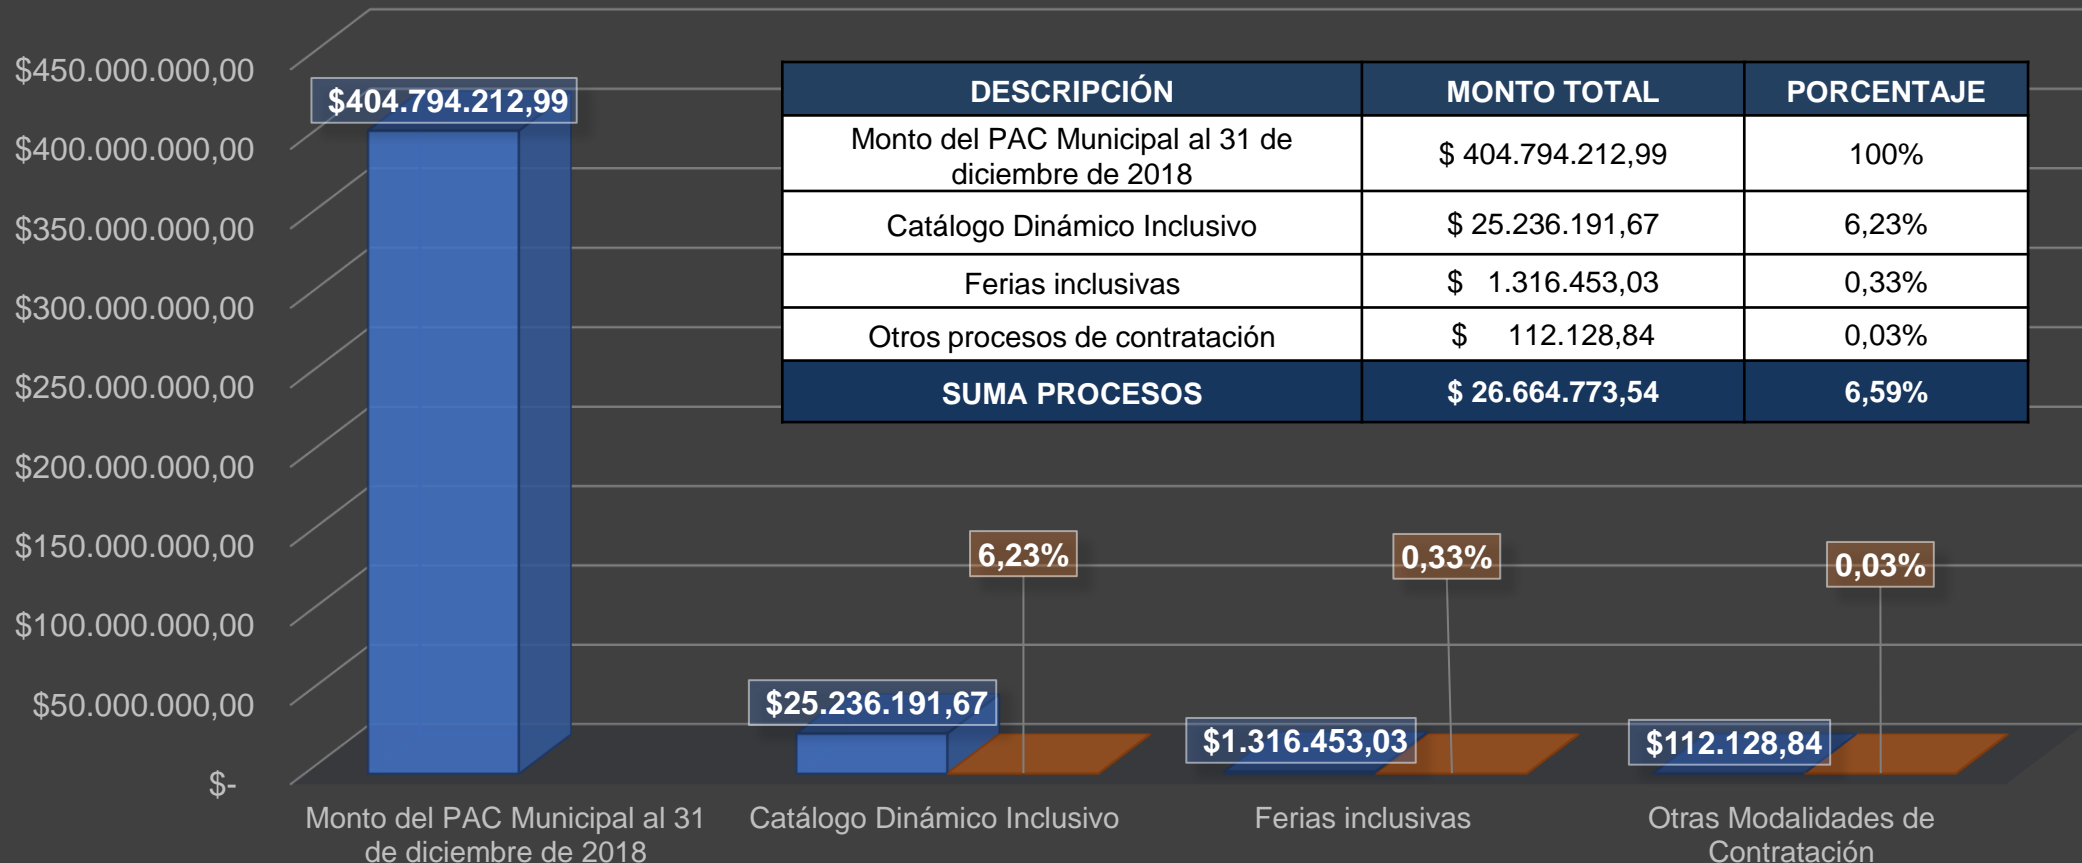 $450.000.000,00
$400.000.000,00
$350.000.000,00
$300.000.000,00
$250.000.000,00
$200.000.000,00
$150.000.000,00
$100.000.000,00
$50.000.000,00
$-
$404.794.212,99
DESCRIPCIÓN MONTO TOTAL PORCENTAJE
Monto del PAC Municipal al 31 de
diciembre de 2018 $ 404.794.212,99 100%
Catálogo Dinámico Inclusivo $ 25.236.191,67 6,23%
Ferias inclusivas $ 1.316.453,03 0,33%
Otros procesos de contratación $ 112.128,84 0,03%
SUMA PROCESOS $ 26.664.773,54 6,59%
6,23% 0,33% 0,03%
$25.236.191,67 $1.316.453,03 $112.128,84
Monto del PAC Municipal al 31
de diciembre de 2018
Catálogo Dinámico Inclusivo
Ferias inclusivas
Otras Modalidades de
Contratación